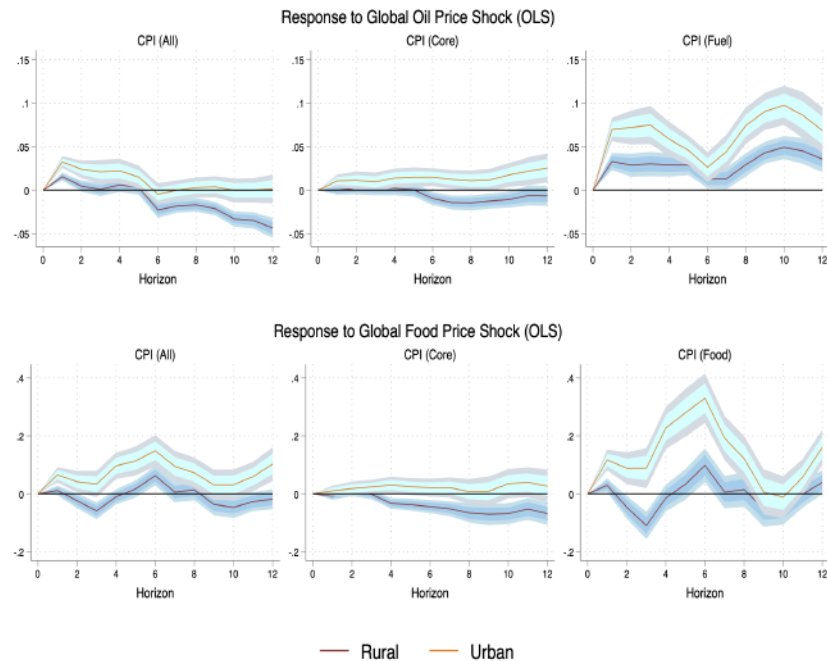 Response to Global Oil Price Shock (OLS)
CPI (All) CPI (Core) CPI (Fuel)
.15 .15 .15
.1 .1 .1
.05 .05 .05
0 0 0
-.05 -.05 -.05
0 2 4 6 8 10 12 0 2 4 6 8 10 12 0 2 4 6 8 10 12
Horizon Horizon Horizon
Response to Global Food Price Shock (OLS)
CPI (All) CPI (Core) CPI (Food)
.4 .4 .4
.2 .2 .2
0 0 0
-.2 -.2 -.2
0 2 4 6 8 10 12 0 2 4 6 8 10 12 0 2 4 6 8 10 12
Horizon Horizon Horizon
Rural Urban